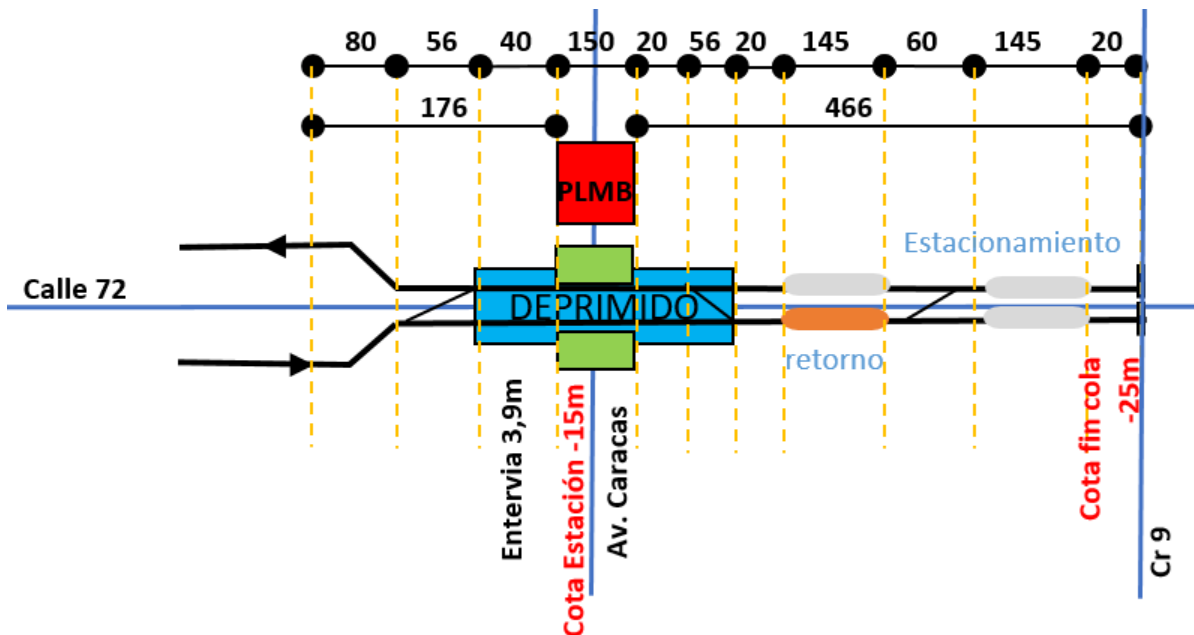 80 56 40 150 20 56 20 145 60 145 20
176 466
PLMB
Estacionamiento
Calle 72
DEPRIMIDO
retorno
Entervia 3,9m
Cota Estación -15m
Av. Caracas
Cota fin cola
-25m
Cr 9